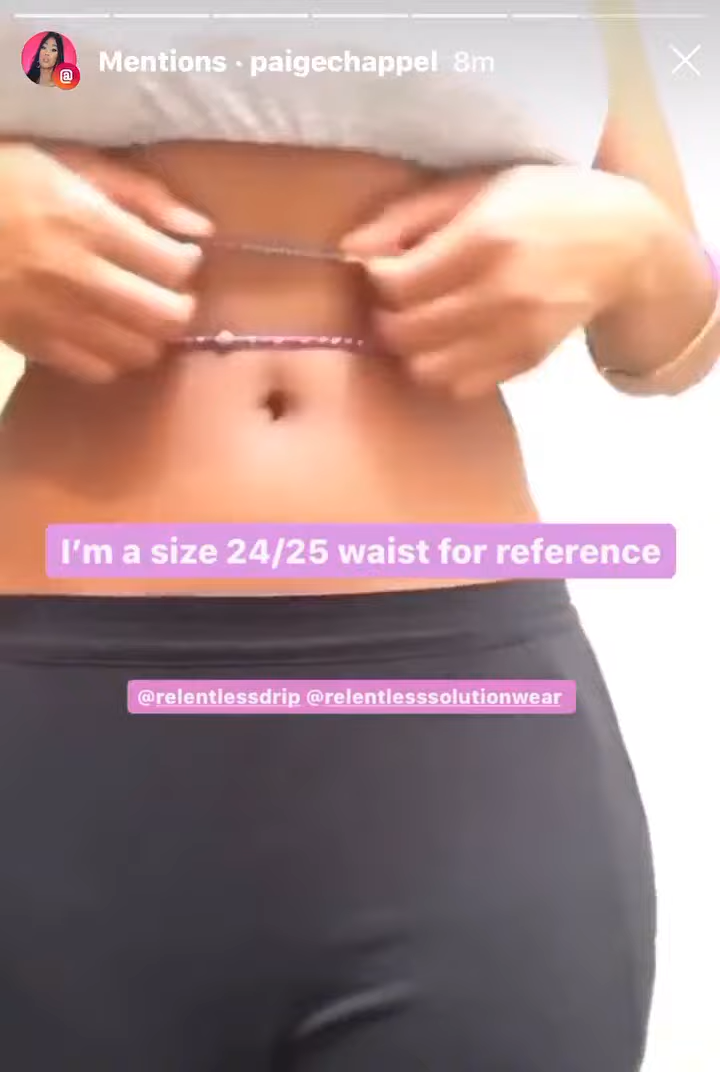 Mentions · paigechappel 8m
I'm a size 24/25 waist for reference
@relentlessdrip @relentlesssolutionwear